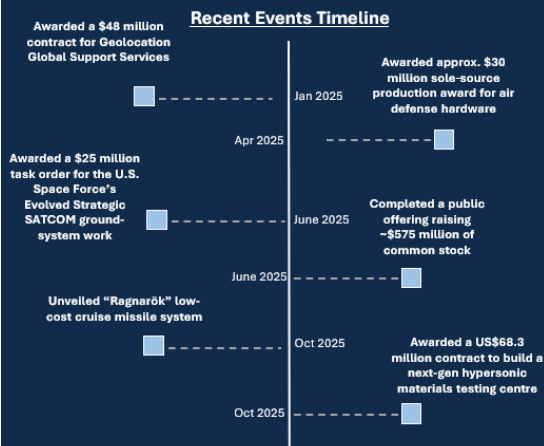 Recent Events Timeline
Awarded a $48 million
contract for Geolocation
Global Support Services
Jan 2025
Awarded approx. $30
million sole-source
production award for air
defense hardware
Apr 2025
Awarded a $25 million
task order for the U.S.
Space Force's
Evolved Strategic
SATCOM ground-
system work
June 2025
Completed a public
offering raising
~$575 million of
common stock
June 2025
Unveiled “Ragnarök” low-
cost cruise missile system
Oct 2025
Awarded a US$68.3
million contract to build a
next-gen hypersonic
materials testing centre
Oct 2025